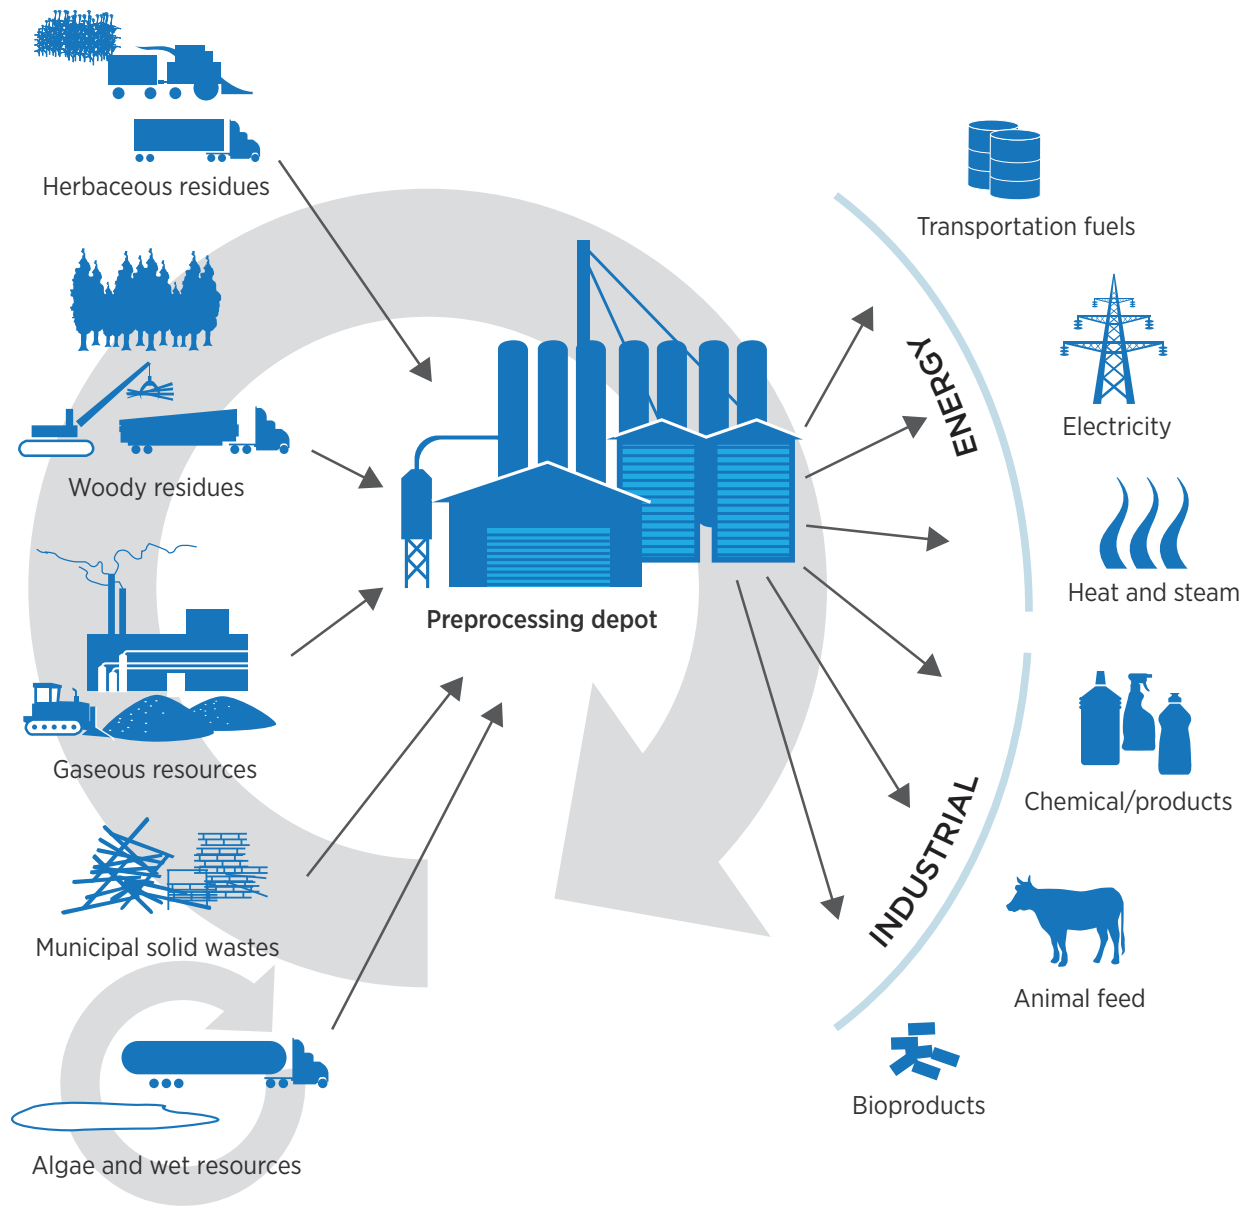 Herbaceous residues
Woody residues
Gaseous resources
Municipal solid wastes
Algae and wet resources
Preprocessing depot
ENERGY
INDUSTRIAL
Transportation fuels
Electricity
Heat and steam
Chemical/products
Animal feed
Bioproducts